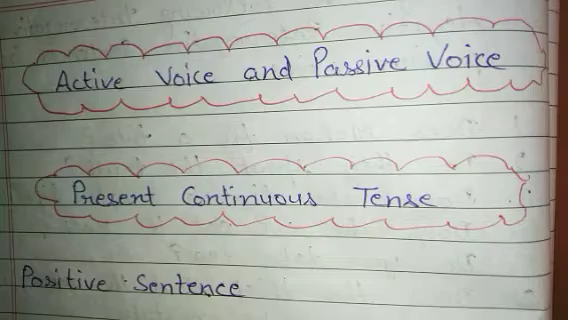 Active Voice and Passive Voice
Present Continuous Tense
Positive Sentence